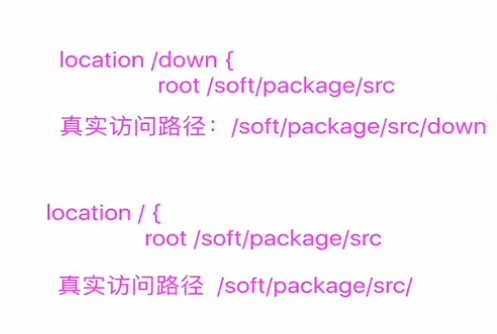 location /down {
root /soft/package/src
真实访问路径：/soft/package/src/down
location / {
root /soft/package/src
真实访问路径 /soft/package/src/